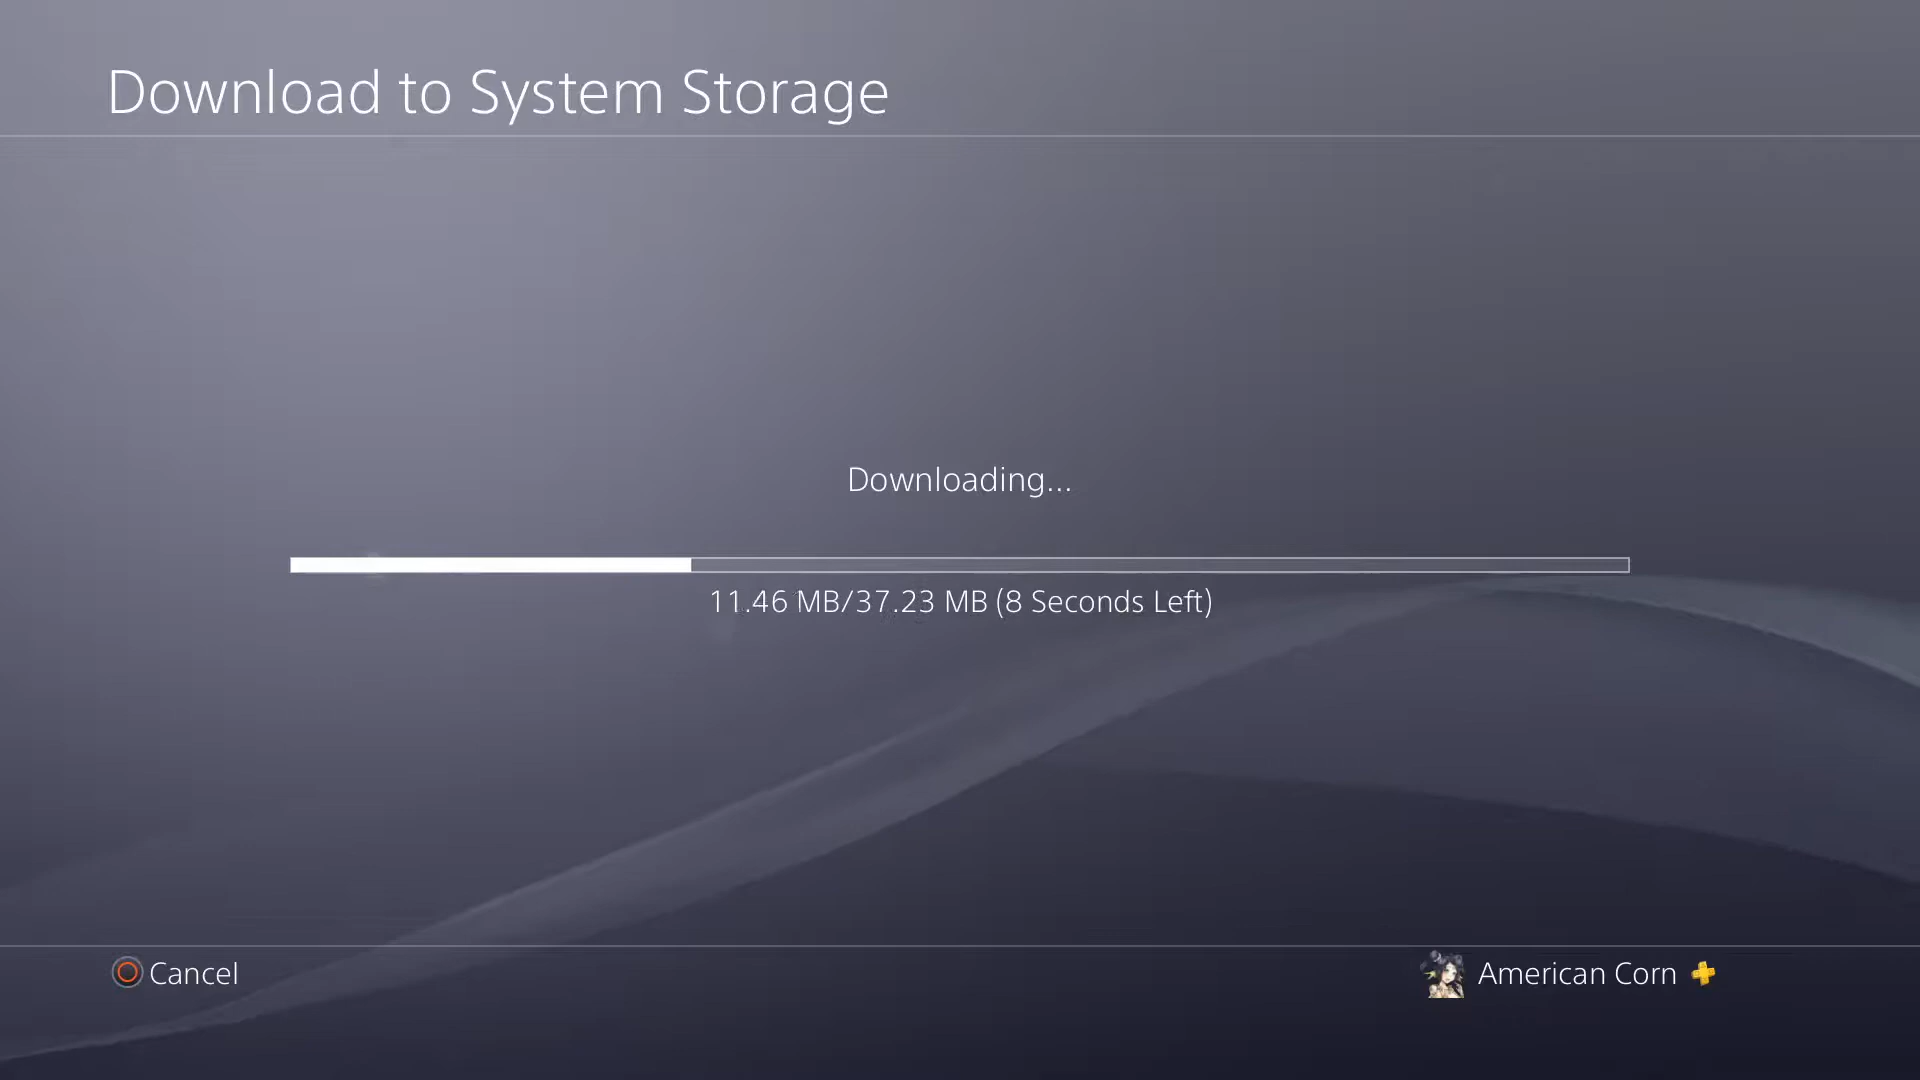 Download to System Storage
Downloading...
11.46 MB/37.23 MB (8 Seconds Left)
Cancel
American Corn